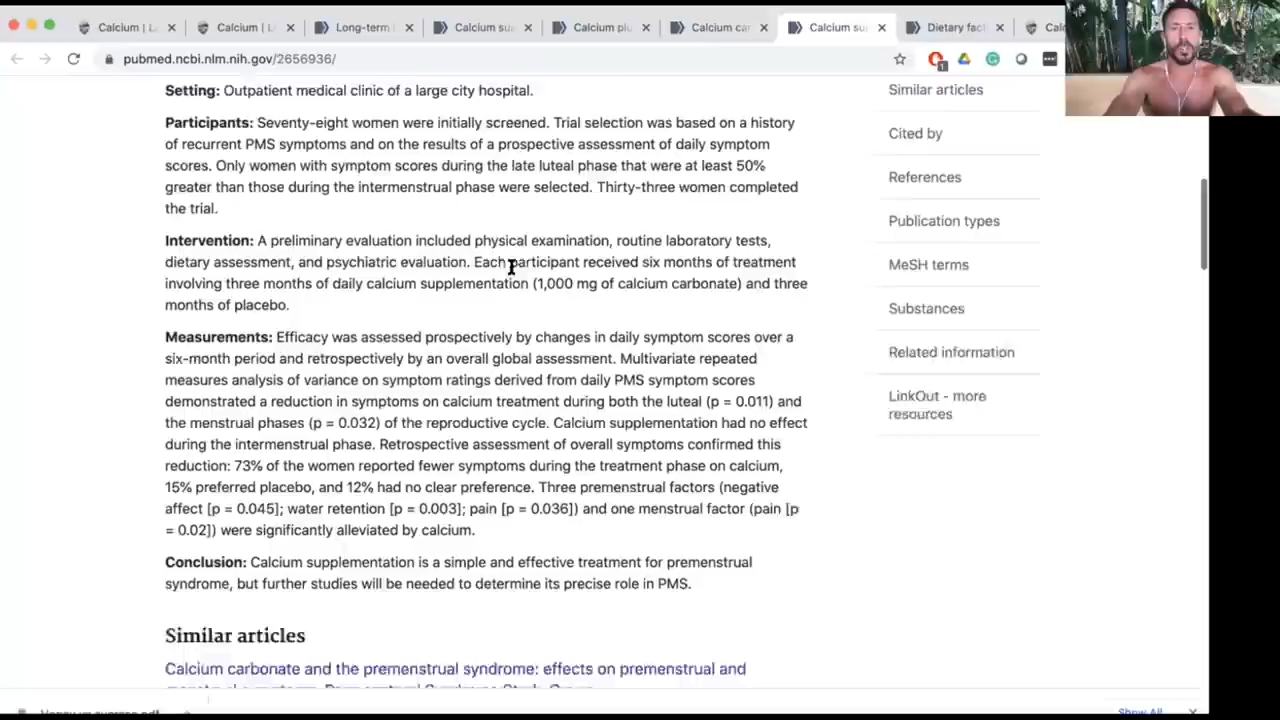 Calcium | L
Calcium | L
Long-term
Calcium su
Calcium plu
Calcium car
Calcium su
Dietary fact
Calc
pubmed.ncbi.nlm.nih.gov/2656936/
1
Setting: Outpatient medical clinic of a large city hospital.
Participants: Seventy-eight women were initially screened. Trial selection was based on a history
of recurrent PMS symptoms and on the results of a prospective assessment of daily symptom
scores. Only women with symptom scores during the late luteal phase that were at least 50%
greater than those during the intermenstrual phase were selected. Thirty-three women completed
the trial.
Intervention: A preliminary evaluation included physical examination, routine laboratory tests,
dietary assessment, and psychiatric evaluation. Each participant received six months of treatment
involving three months of daily calcium supplementation (1,000 mg of calcium carbonate) and three
months of placebo.
Measurements: Efficacy was assessed prospectively by changes in daily symptom scores over a
six-month period and retrospectively by an overall global assessment. Multivariate repeated
measures analysis of variance on symptom ratings derived from daily PMS symptom scores
demonstrated a reduction in symptoms on calcium treatment during both the luteal (p = 0.011) and
the menstrual phases (p = 0.032) of the reproductive cycle. Calcium supplementation had no effect
during the intermenstrual phase. Retrospective assessment of overall symptoms confirmed this
reduction: 73% of the women reported fewer symptoms during the treatment phase on calcium,
15% preferred placebo, and 12% had no clear preference. Three premenstrual factors (negative
affect [p = 0.045]; water retention [p = 0.003]; pain [p = 0.036]) and one menstrual factor (pain [p
= 0.02]) were significantly alleviated by calcium.
Conclusion: Calcium supplementation is a simple and effective treatment for premenstrual
syndrome, but further studies will be needed to determine its precise role in PMS.
Similar articles
Calcium carbonate and the premenstrual syndrome: effects on premenstrual and
Similar articles
Cited by
References
Publication types
MeSH terms
Substances
Related information
LinkOut - more
resources
Show All